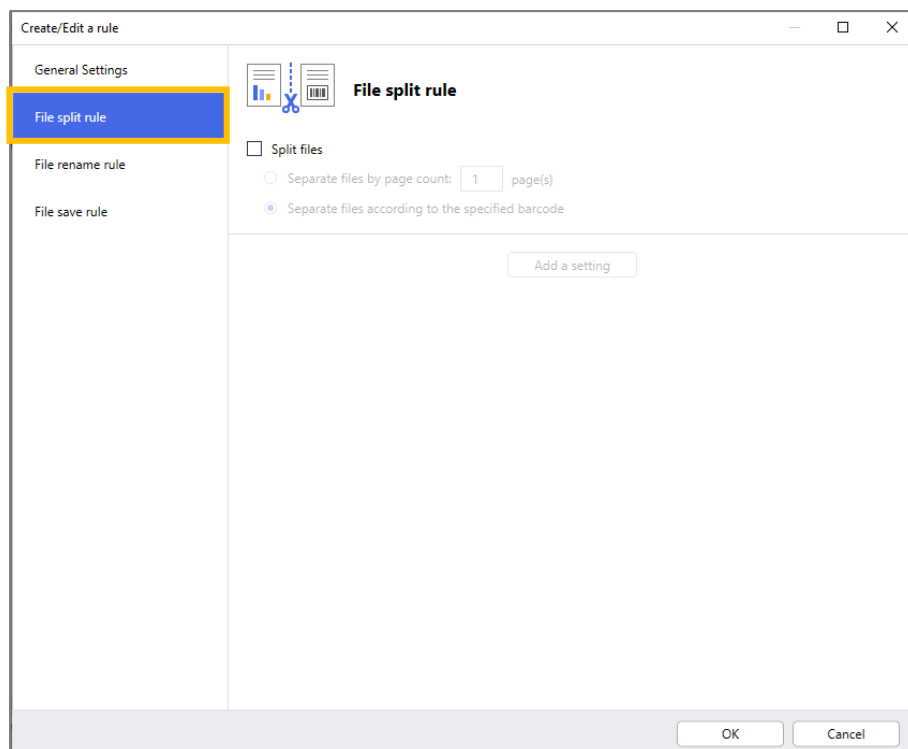 Create/Edit a rule
General Settings
File split rule
File rename rule
File save rule
File split rule
Split files
Separate files by page count: 1 page(s)
Separate files according to the specified barcode
Add a setting
OK Cancel